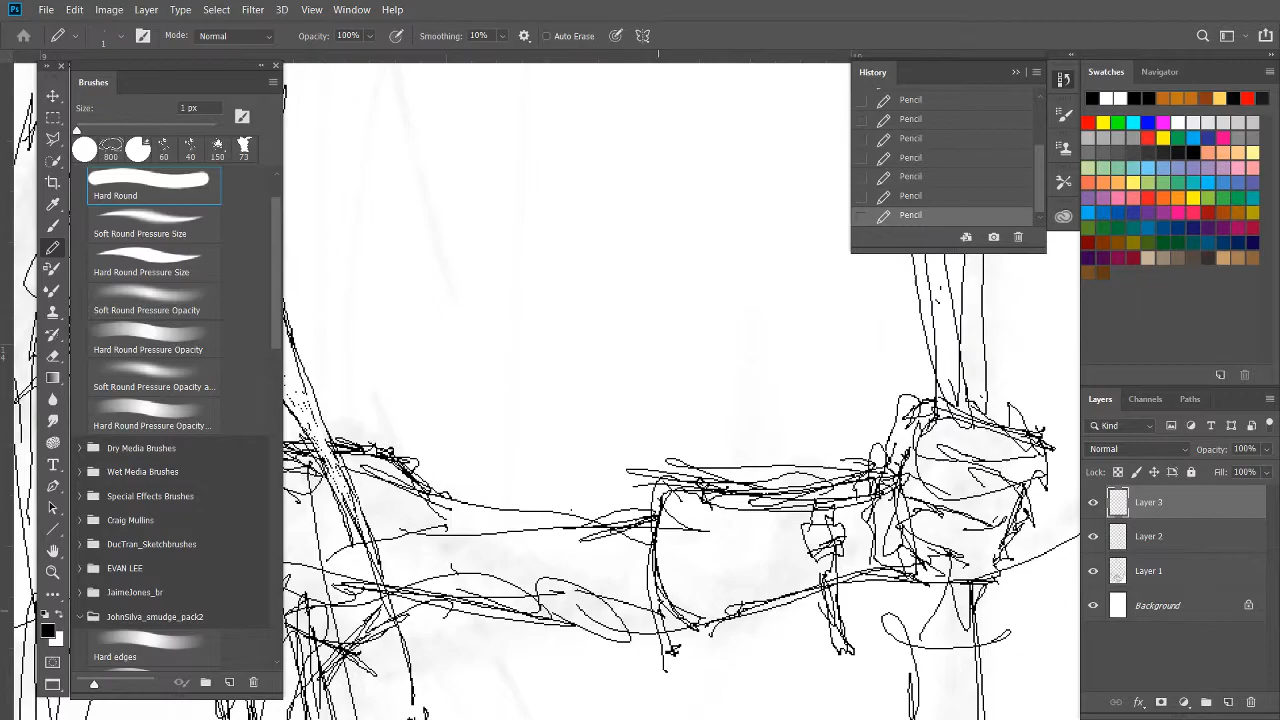 Ps File Edit Image Layer Type Select Filter 3D View Window Help
1 Mode: Normal Opacity: 100% Smoothing: 10% Auto Erase
9
Brushes
Size: 1 px
800 60 40 150 73
Hard Round
Soft Round Pressure Size
Hard Round Pressure Size
Soft Round Pressure Opacity
Hard Round Pressure Opacity
Soft Round Pressure Opacity a...
Hard Round Pressure Opacity...
Dry Media Brushes
Wet Media Brushes
Special Effects Brushes
Craig Mullins
DucTran_Sketchbrushes
EVAN LEE
JaimeJones_br
JohnSilva_smudge_pack2
Hard edges
1
4
History
Pencil
Pencil
Pencil
Pencil
Pencil
Pencil
Pencil
Swatches Navigator
Layers Channels Paths
Kind
Normal Opacity: 100%
Lock: Fill: 100%
Layer 3
Layer 2
Layer 1
Background